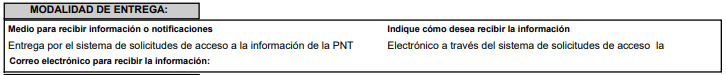 MODALIDAD DE ENTREGA:
Medio para recibir información o notificaciones
Indique cómo desea recibir la información
Entrega por el sistema de solicitudes de acceso a la información de la PNT
Electrónico a través del sistema de solicitudes de acceso la
Correo electrónico para recibir la información: